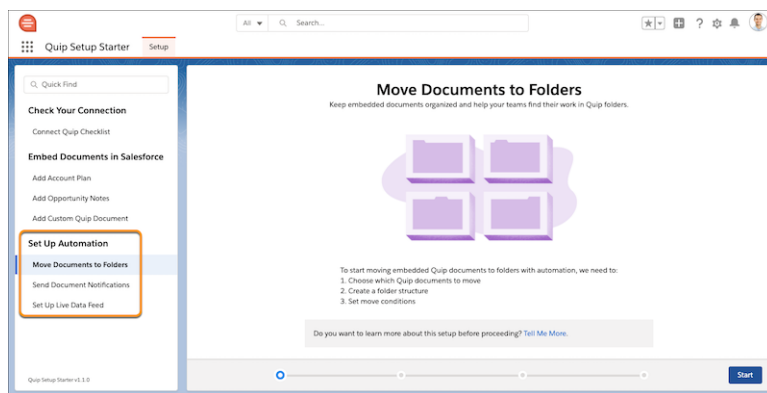 All
Search...
Quip Setup Starter
Setup
Quick Find
Check Your Connection
Connect Quip Checklist
Embed Documents in Salesforce
Add Account Plan
Add Opportunity Notes
Add Custom Quip Document
Set Up Automation
Move Documents to Folders
Send Document Notifications
Set Up Live Data Feed
Quip Setup Starter v1.1.0
Move Documents to Folders
Keep embedded documents organized and help your teams find their work in Quip folders.
To start moving embedded Quip documents to folders with automation, we need to:
1. Choose which Quip documents to move
2. Create a folder structure
3. Set move conditions
Do you want to learn more about this setup before proceeding? Tell Me More.
Start